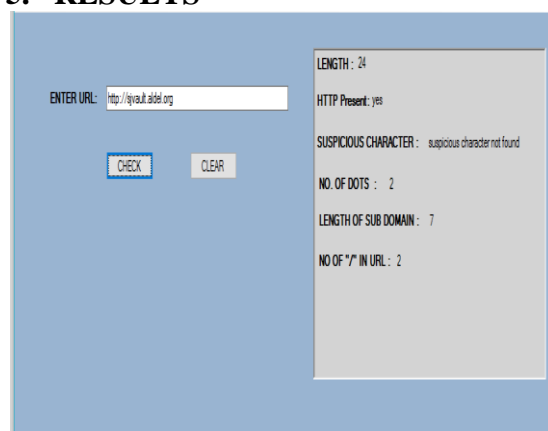 RESULTS
ENTER URL: http://sjvault.aldel.org
CHECK CLEAR
LENGTH : 24
HTTP Present: yes
SUSPICIOUS CHARACTER : suspicious character not found
NO. OF DOTS : 2
LENGTH OF SUB DOMAIN : 7
NO OF "/" IN URL : 2